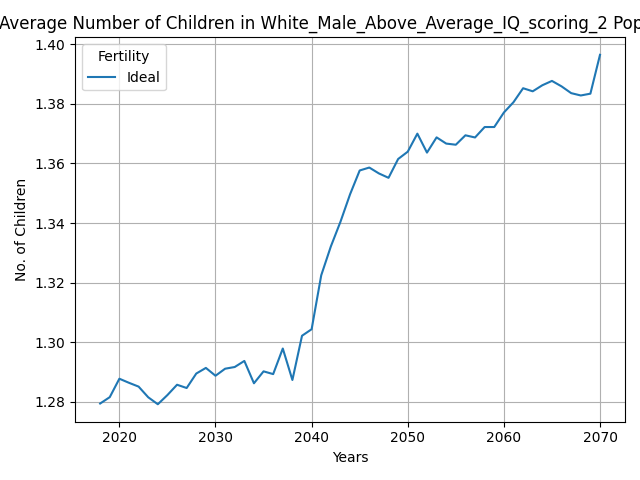 Average Number of Children in White_Male_Above_Average_IQ_scoring_2 Pop
Fertility
Ideal
No. of Children
1.40
1.38
1.36
1.34
1.32
1.30
1.28
2020 2030 2040 2050 2060 2070
Years